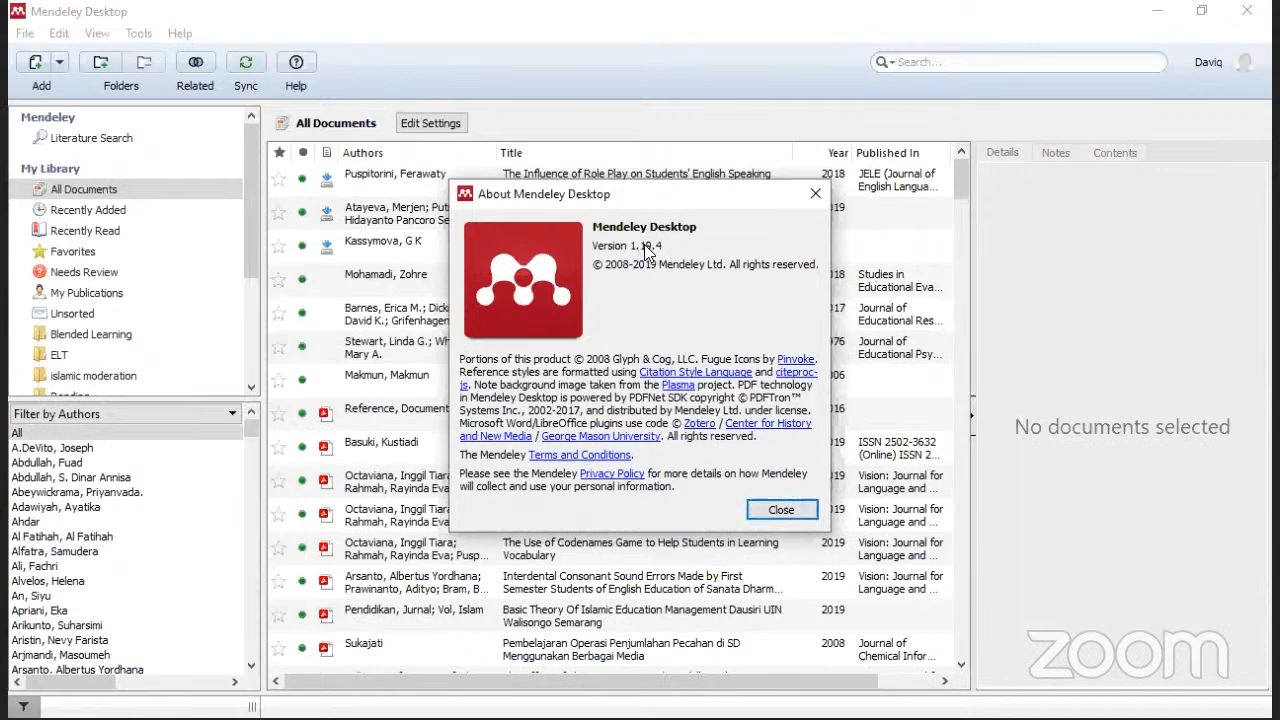 Mendeley Desktop
File Edit View Tools Help
Search...
Daviq
Add Folders Related Sync Help
Mendeley
Literature Search
My Library
All Documents
Recently Added
Recently Read
Favorites
Needs Review
My Publications
Unsorted
Blended Learning
ELT
islamic moderation
Filter by Authors
All
A.DeVito, Joseph
Abdullah, Fuad
Abdullah, S. Dinar Annisa
Abeywickrama, Priyanvada.
Adawiyah, Ayatika
Ahdar
Al Fathihah, Al Fathihah
Alfatra, Samudera
Ali, Fachri
Alvelos, Helena
An, Siyu
Apriani, Eka
Arikunto, Suharsimi
Aristin, Nevy Farista
Arjmandi, Masoumeh
Arsanto, Albertus Yordhana
All Documents Edit Settings
Authors Title Year Published In
Puspitorini, Ferawaty The Influence of Role Play on Students' English Speaking 2018 JELE (Journal of
English Langua...
Atayeva, Merjen; Put
Hidayanto Pancoro Se
Kassymova, G K
Mohamadi, Zohre Studies in
Educational Eva...
Barnes, Erica M.; Dick Journal of
David K.; Grifenhagen Educational Res...
Stewart, Linda G.; Wh Journal of
Mary A. Educational Psy...
Makmun, Makmun
Reference, Document
Basuki, Kustiadi ISSN 2502-3632
(Online) ISSN 2...
Octaviana, Inggil Tiara Vision: Journal for
Rahmah, Rayinda Eva Language and ...
Octaviana, Inggil Tiara Vision: Journal for
Rahmah, Rayinda Eva Language and ...
Octaviana, Inggil Tiara; The Use of Codenames Game to Help Students in Learning 2019 Vision: Journal for
Rahmah, Rayinda Eva; Pusp... Vocabulary Language and ...
Arsanto, Albertus Yordhana; Interdental Consonant Sound Errors Made by First 2019 Vision: Journal for
Prawinanto, Adityo; Bram, B... Semester Students of English Education of Sanata Dharm... Language and ...
Pendidikan, Jurnal; Vol, Islam Basic Theory Of Islamic Education Management Dausiri UIN 2019
Walisongo Semarang
Sukajati Pembelajaran Operasi Penjumlahan Pecahan di SD 2008 Journal of
Menggunakan Berbagai Media Chemical Infor...
About Mendeley Desktop
Mendeley Desktop
Version 1.19.4
© 2008-2019 Mendeley Ltd. All rights reserved.
Portions of this product © 2008 Glyph & Cog, LLC. Fugue Icons by Pinvoke.
Reference styles are formatted using Citation Style Language and citeproc-
js. Note background image taken from the Plasma project. PDF technology
in Mendeley Desktop is powered by PDFNet SDK copyright © PDFTron™
Systems Inc., 2002-2017, and distributed by Mendeley Ltd. under license.
Microsoft Word/LibreOffice plugins use code © Zotero / Center for History
and New Media / George Mason University. All rights reserved.
The Mendeley Terms and Conditions.
Please see the Mendeley Privacy Policy for more details on how Mendeley
will collect and use your personal information.
Close
Details Notes Contents
No documents selected
zoom